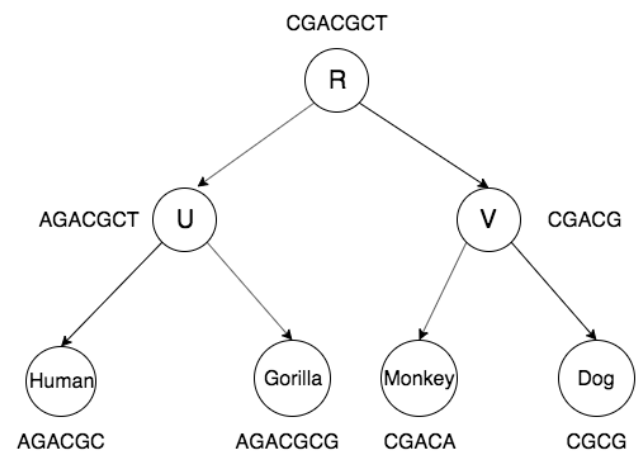 CGACGCT
R
AGACGCT
U
V
CGACG
Human
Gorilla
Monkey
Dog
AGACGC
AGACGCG
CGACA
CGCG